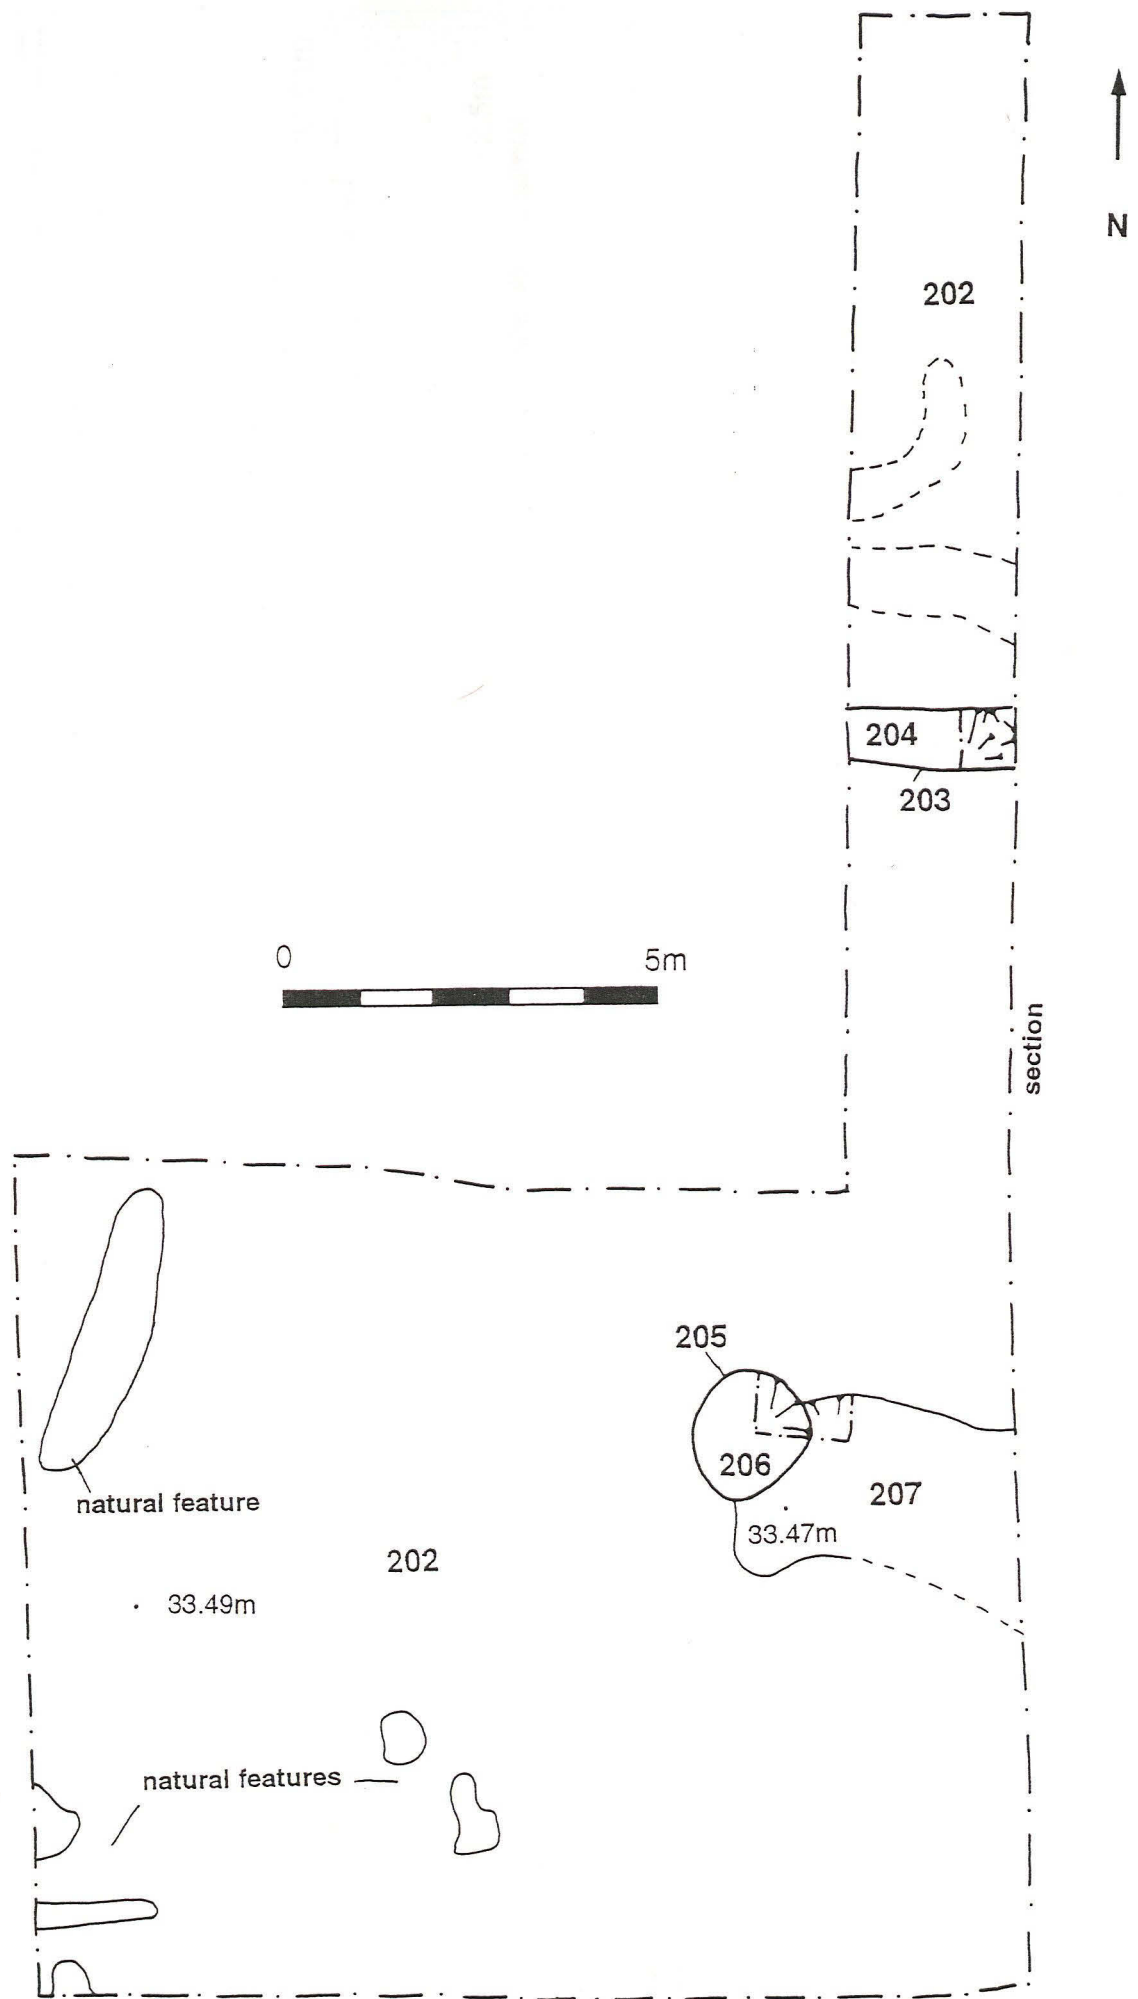 N
202
204
203
0 5m
section
205
206
207
natural feature
33.47m
202
33.49m
natural features